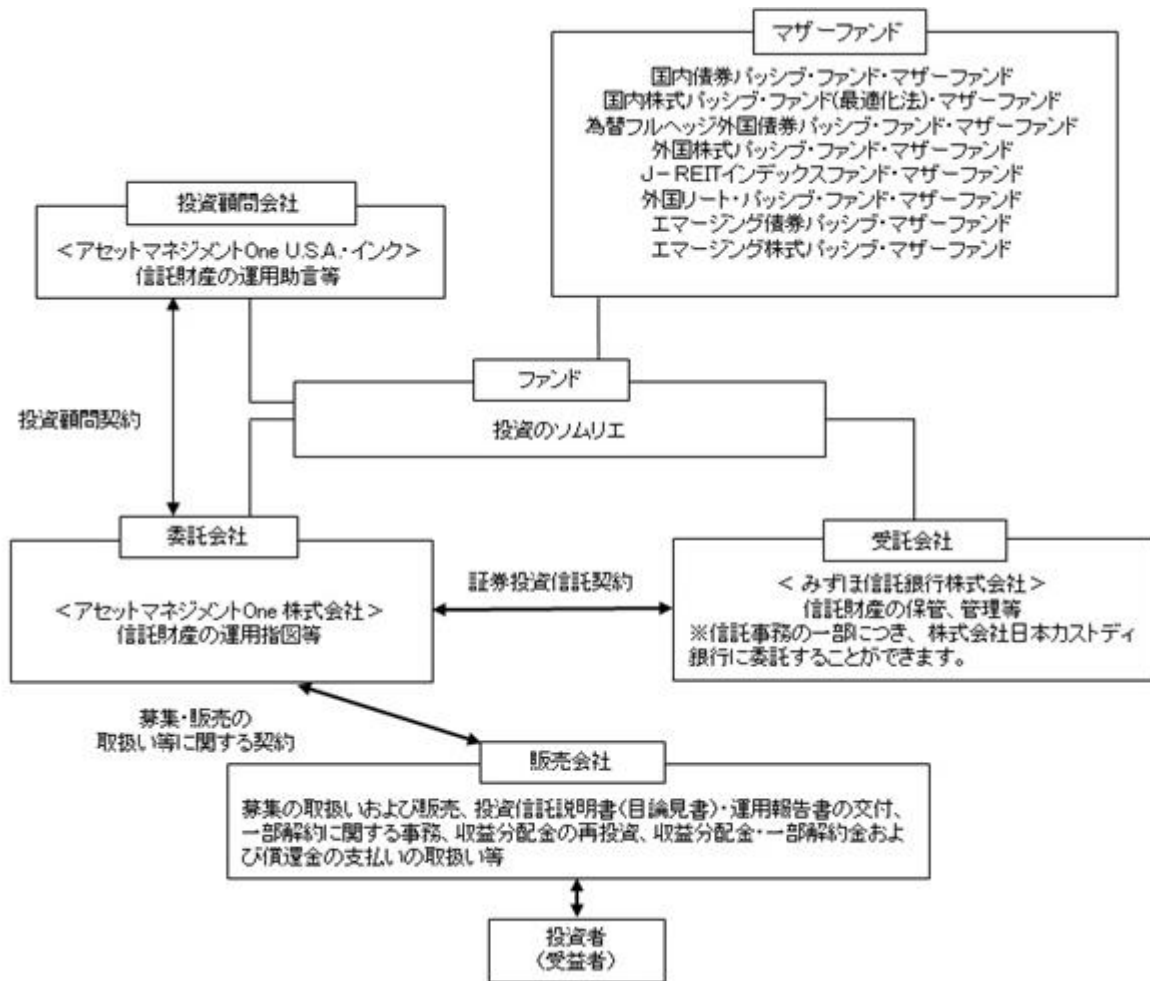 マザーファンド
国内債券パッシブ・ファンド・マザーファンド
国内株式パッシブ・ファンド(最適化法)・マザーファンド
為替フルヘッジ外国債券パッシブ・ファンド・マザーファンド
外国株式パッシブ・ファンド・マザーファンド
J－REITインデックスファンド・マザーファンド
外国リート・パッシブ・ファンド・マザーファンド
エマージング債券パッシブ・マザーファンド
エマージング株式パッシブ・マザーファンド
投資顧問会社
＜アセットマネジメントOne U.S.A.・インク＞
信託財産の運用助言等
ファンド
投資のソムリエ
投資顧問契約
委託会社
＜アセットマネジメントOne 株式会社＞
信託財産の運用指図等
証券投資信託契約
受託会社
＜ みずほ信託銀行株式会社＞
信託財産の保管、管理等
※信託事務の一部につき、株式会社日本カストディ
銀行に委託することができます。
募集・販売の
取扱い等に関する契約
販売会社
募集の取扱いおよび販売、投資信託説明書(目論見書)・運用報告書の交付、
一部解約に関する事務、収益分配金の再投資、収益分配金・一部解約金およ
び償還金の支払いの取扱い等
投資者
（受益者）